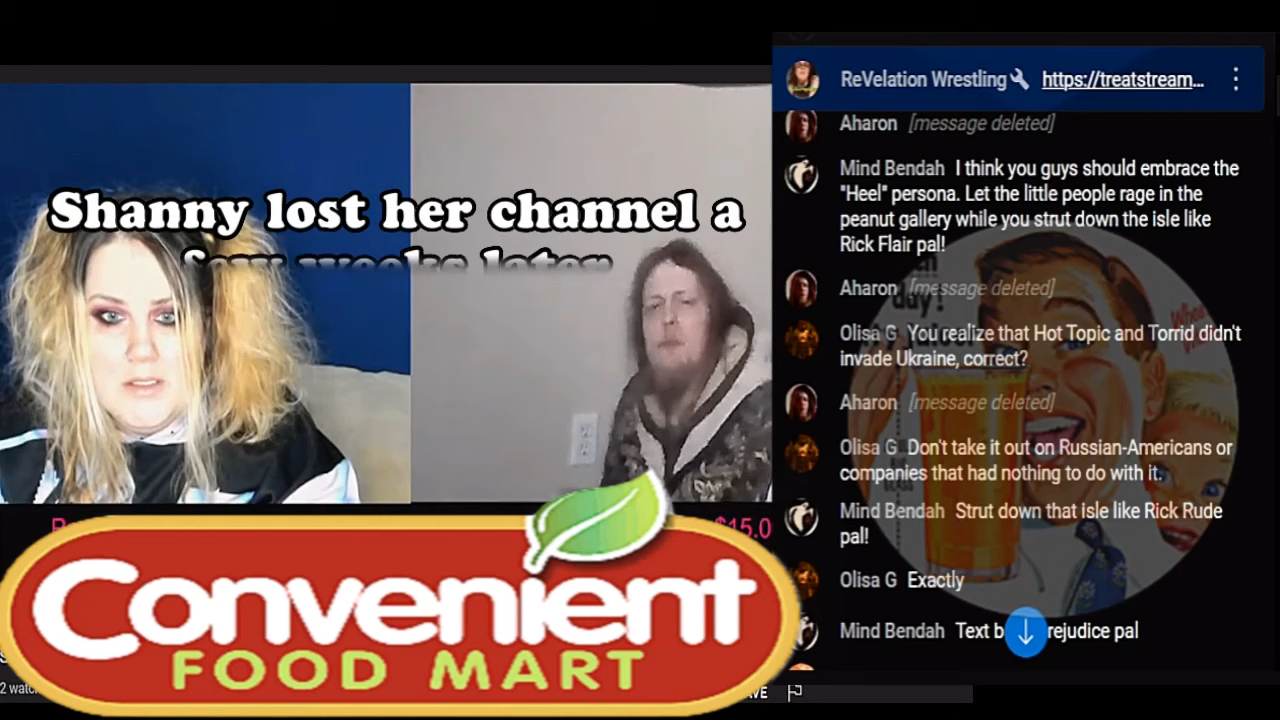 Shanny lost her channel a
few weeks later
$15.0
Convenient
FOOD MART
2 watc
ReVelation Wrestling https://treatstream...
Aharon [message deleted]
Mind Bendah I think you guys should embrace the
"Heel" persona. Let the little people rage in the
peanut gallery while you strut down the isle like
Rick Flair pal!
Aharon [message deleted]
Olisa G You realize that Hot Topic and Torrid didn't
invade Ukraine, correct?
Aharon [message deleted]
Olisa G Don't take it out on Russian-Americans or
companies that had nothing to do with it.
Mind Bendah Strut down that isle like Rick Rude
pal!
Olisa G Exactly
Mind Bendah Text b rejudice pal